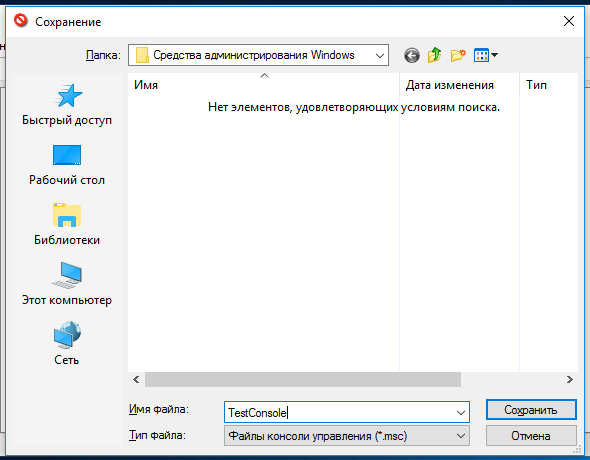 Сохранение
Папка: Средства администрирования Windows
Имя Дата изменения Тип
Нет элементов, удовлетворяющих условиям поиска.
Быстрый доступ
Рабочий стол
Библиотеки
Этот компьютер
Сеть
Имя файла: TestConsole Сохранить
Тип файла: Файлы консоли управления (*.msc) Отмена